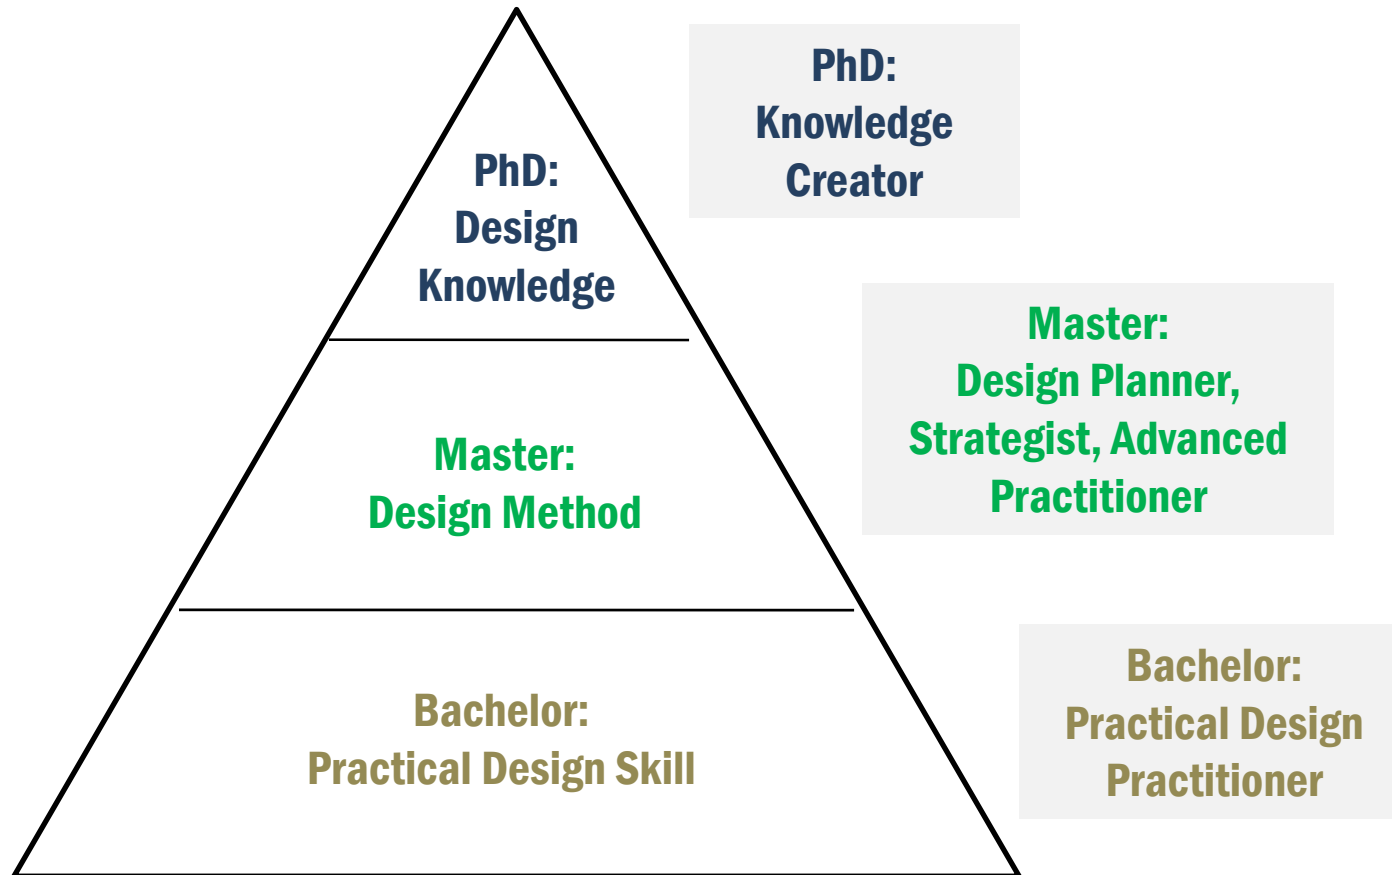 PhD:
Design
Knowledge
PhD:
Knowledge
Creator
Master:
Design Method
Master:
Design Planner,
Strategist, Advanced
Practitioner
Bachelor:
Practical Design Skill
Bachelor:
Practical Design
Practitioner